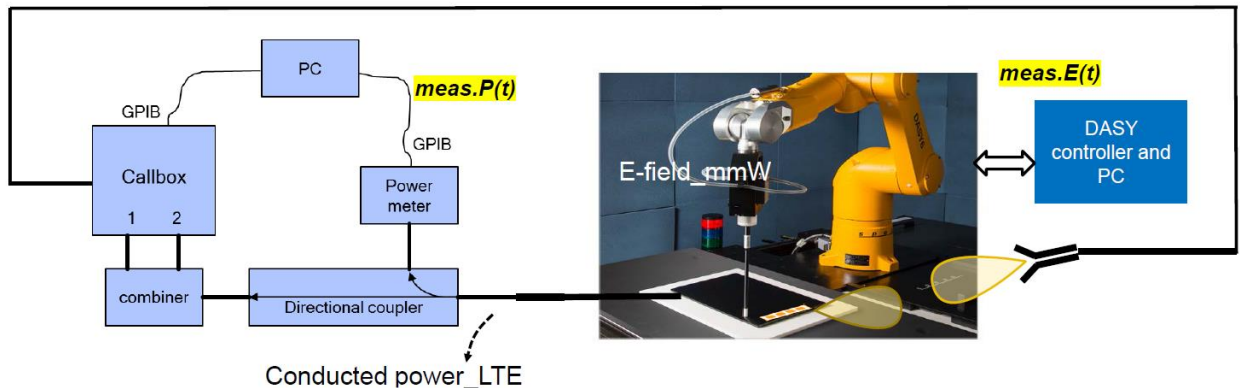 PC
meas.P(t)
meas.E(t)
GPIB
GPIB
Callbox
1 2
Power
meter
E-field_mmW
DASY
controller and
PC
combiner
Directional coupler
Conducted power_LTE